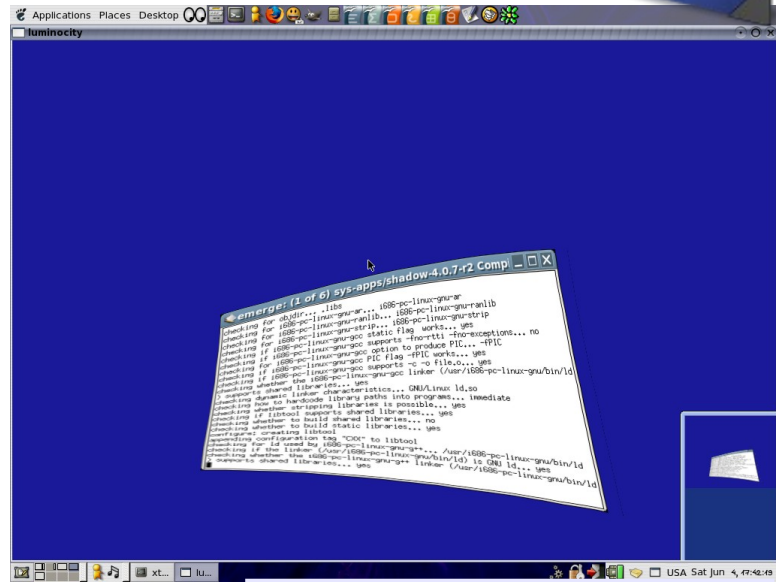 Applications Places Desktop
luminocity
emerge: (1 of 6) sys-apps/shadow-4.0.7-r2 Comp
checking for objdir... .libs
checking for i686-pc-linux-gnu-ar... i686-pc-linux-gnu-ar
checking for i686-pc-linux-gnu-ranlib... i686-pc-linux-gnu-ranlib
checking for i686-pc-linux-gnu-strip... i686-pc-linux-gnu-strip
checking if i686-pc-linux-gnu-gcc static flag works... yes
checking if i686-pc-linux-gnu-gcc supports -fno-rtti -fno-exceptions... no
checking for i686-pc-linux-gnu-gcc option to produce PIC... -fPIC
checking if i686-pc-linux-gnu-gcc PIC flag -fPIC works... yes
checking if i686-pc-linux-gnu-gcc supports -c -o file.o... yes
checking whether the i686-pc-linux-gnu-gcc linker (/usr/i686-pc-linux-gnu/bin/ld
) supports shared libraries... yes
checking dynamic linker characteristics... GNU/Linux ld.so
checking how to hardcode library paths into programs... immediate
checking whether stripping libraries is possible... yes
checking if libtool supports shared libraries... yes
checking whether to build shared libraries... no
checking whether to build static libraries... yes
configure: creating libtool
appending configuration tag "CXX" to libtool
checking for ld used by i686-pc-linux-gnu-g++... /usr/i686-pc-linux-gnu/bin/ld
checking if the linker (/usr/i686-pc-linux-gnu/bin/ld) is GNU ld... yes
checking whether the i686-pc-linux-gnu-g++ linker (/usr/i686-pc-linux-gnu/bin/ld
) supports shared libraries... yes
xt... lu... USA Sat Jun 4, 17:42:19